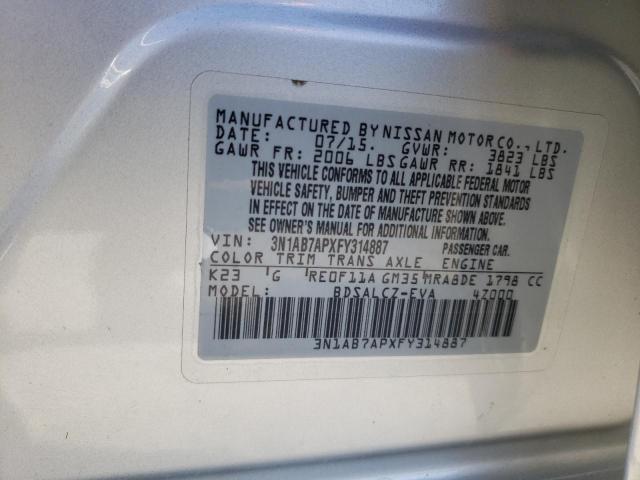 MANUFACTURED BY NISSAN MOTOR CO., LTD.
DATE: 07/15. GVWR: 3823 LBS
GAWR FR: 2006 LBS GAWR RR: 1841 LBS
THIS VEHICLE CONFORMS TO ALL APPLICABLE FEDERAL MOTOR
VEHICLE SAFETY, BUMPER AND THEFT PREVENTION STANDARDS
IN EFFECT ON THE DATE OF MANUFACTURE SHOWN ABOVE.
SEE OWNER'S MANUAL FOR ADDITIONAL INFORMATION.
VIN: 3N1AB7APXFY314887 PASSENGER CAR.
COLOR TRIM TRANS AXLE ENGINE
K23 G RE0F11A GM35 MRA8DE 1798 CC
MODEL: BDSALCZ-EVA 4Z000
3N1AB7APXFY314887